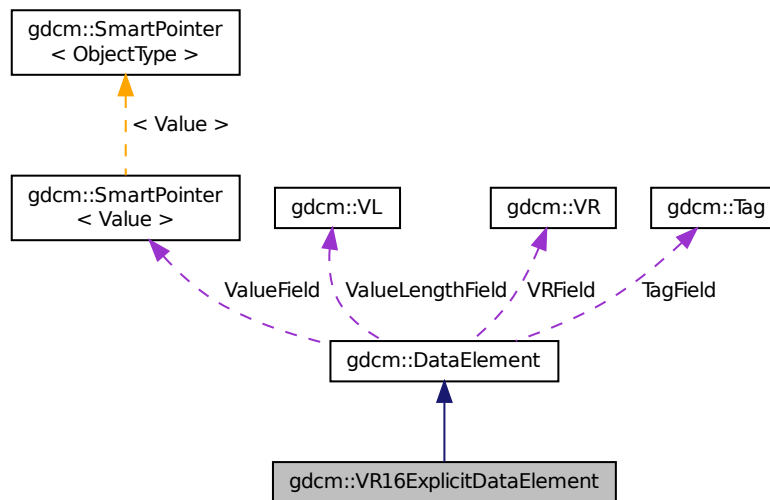 gdcm::SmartPointer
< ObjectType >
< Value >
gdcm::SmartPointer
< Value >
gdcm::VL
gdcm::VR
gdcm::Tag
ValueField
ValueLengthField
VRField
TagField
gdcm::DataElement
gdcm::VR16ExplicitDataElement